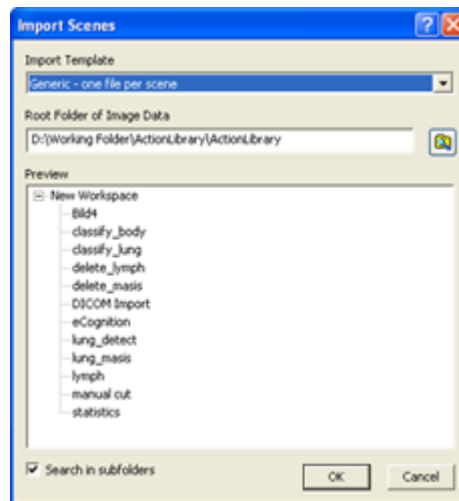 Import Scenes
Import Template
Generic - one file per scene
Root Folder of Image Data
D:\(Working Folder\ActionLibrary\ActionLibrary
Preview
New Workspace
Bild4
classify_body
classify_lung
delete_lymph
delete_masis
DICOM Import
eCognition
lung_detect
lung_masis
lymph
manual cut
statistics
Search in subfolders
OK Cancel